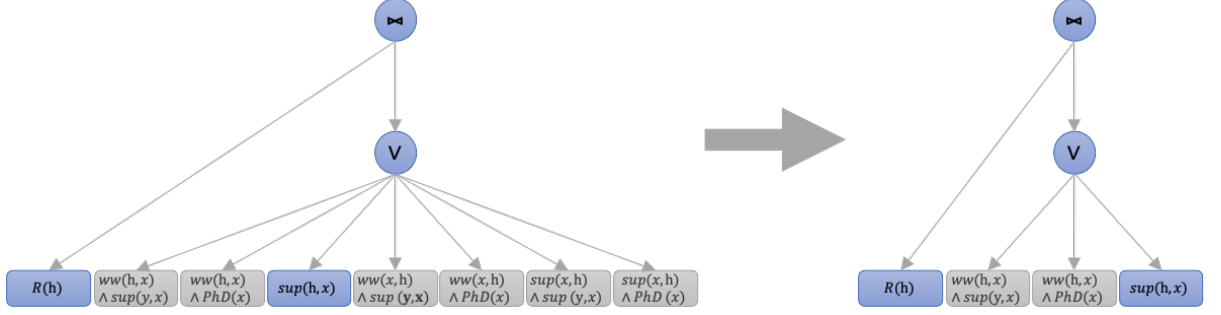 ⋈
⋈
∨
∨
R(h)
ww(h,x)
∧ sup(y,x)
ww(h,x)
∧ PhD(x)
sup(h,x)
ww(x,h)
∧ sup (y,x)
ww(x,h)
∧ PhD(x)
sup(x,h)
∧ sup (y,x)
sup(x,h)
∧ PhD (x)
R(h)
ww(h,x)
∧ sup(y,x)
ww(h,x)
∧ PhD(x)
sup(h,x)